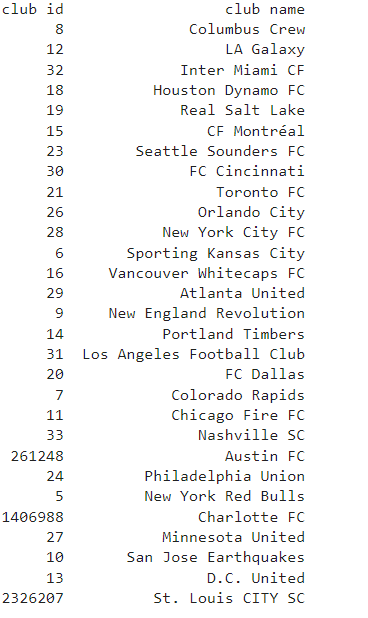 club id club name
8 Columbus Crew
12 LA Galaxy
32 Inter Miami CF
18 Houston Dynamo FC
19 Real Salt Lake
15 CF Montréal
23 Seattle Sounders FC
30 FC Cincinnati
21 Toronto FC
26 Orlando City
28 New York City FC
6 Sporting Kansas City
16 Vancouver Whitecaps FC
29 Atlanta United
9 New England Revolution
14 Portland Timbers
31 Los Angeles Football Club
20 FC Dallas
7 Colorado Rapids
11 Chicago Fire FC
33 Nashville SC
261248 Austin FC
24 Philadelphia Union
5 New York Red Bulls
1406988 Charlotte FC
27 Minnesota United
10 San Jose Earthquakes
13 D.C. United
2326207 St. Louis CITY SC